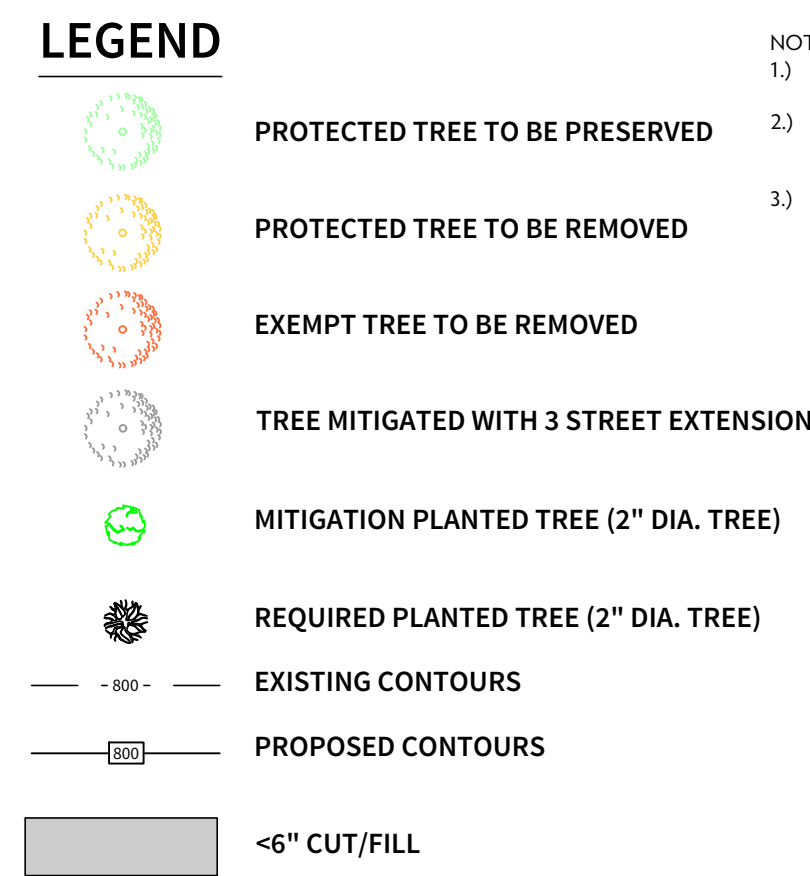 LEGEND
PROTECTED TREE TO BE PRESERVED
PROTECTED TREE TO BE REMOVED
EXEMPT TREE TO BE REMOVED
TREE MITIGATED WITH 3 STREET EXTENSION
MITIGATION PLANTED TREE (2" DIA. TREE)
REQUIRED PLANTED TREE (2" DIA. TREE)
800 EXISTING CONTOURS
800 PROPOSED CONTOURS
<6" CUT/FILL
1.)
2.)
3.)